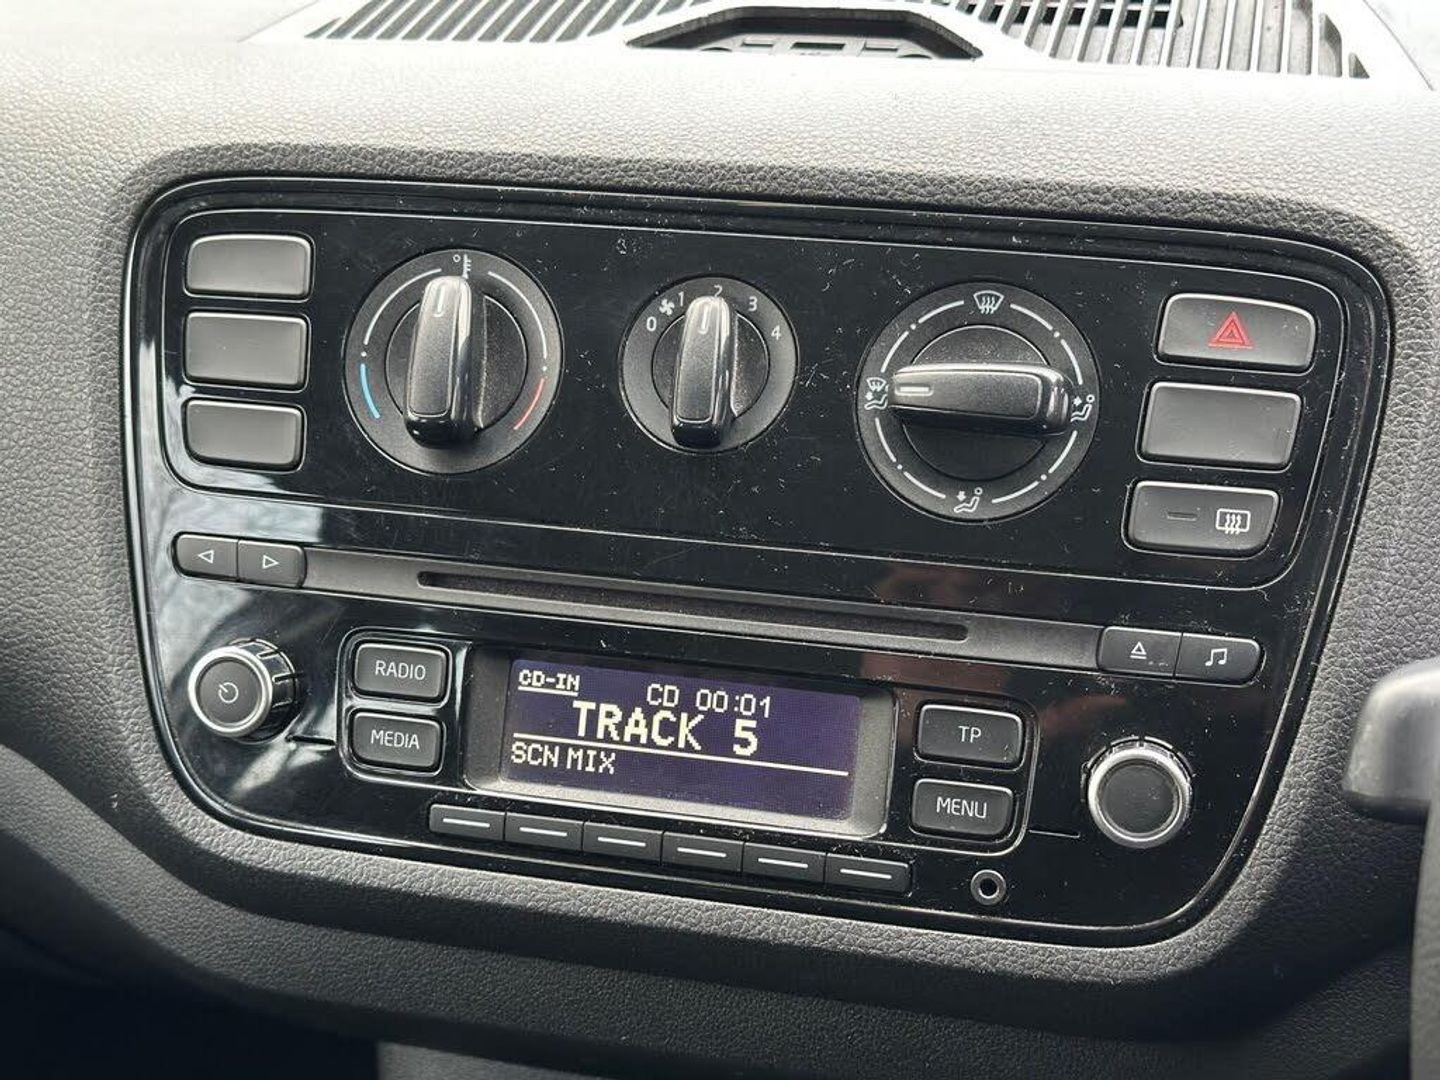 0 1 2 3 4
RADIO
MEDIA
CD-IN
CD 00:01
TRACK 5
SCN MIX
TP
MENU